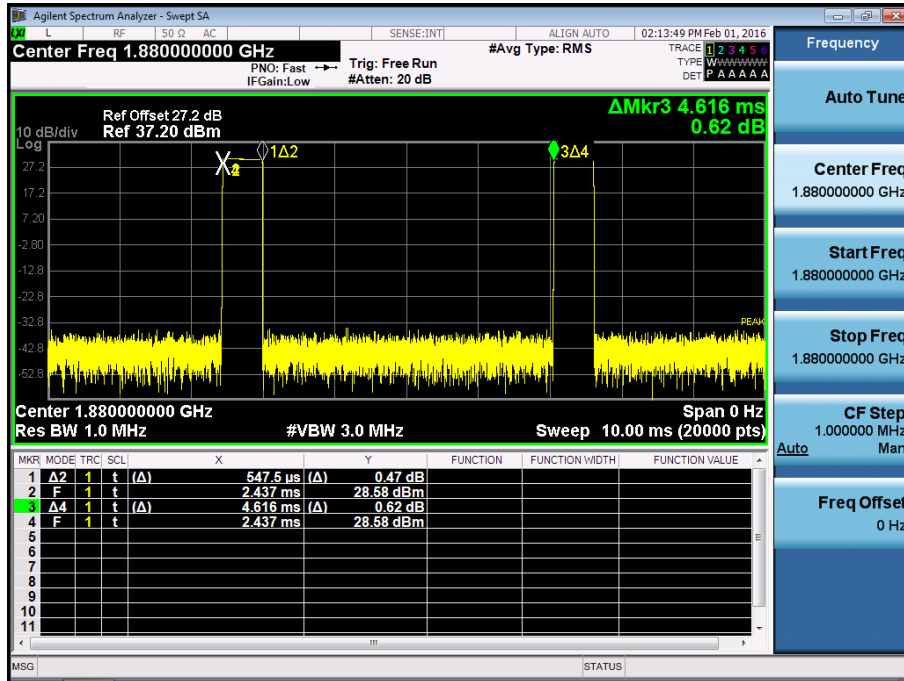 Agilent Spectrum Analyzer - Swept SA
LXI L RF 50 Ω AC SENSE:INT ALIGN AUTO 02:13:49 PM Feb 01, 2016
Center Freq 1.880000000 GHz
PNO: Fast
IFGain:Low
Trig: Free Run
#Atten: 20 dB
#Avg Type: RMS
TRACE 1 2 3 4 5 6
TYPE WWWWWW
DET P A A A A A
Frequency
Auto Tune
Center Freq
1.880000000 GHz
Start Freq
1.880000000 GHz
Stop Freq
1.880000000 GHz
CF Step
1.000000 MHz
Auto Man
Freq Offset
0 Hz
ΔMkr3 4.616 ms
0.62 dB
Ref Offset 27.2 dB
10 dB/div Ref 37.20 dBm
Log
27.2
17.2
7.20
-2.80
-12.8
-22.8
-32.8
-42.8
-52.8
1Δ2
3Δ4
PEAK
Center 1.880000000 GHz Span 0 Hz
Res BW 1.0 MHz #VBW 3.0 MHz Sweep 10.00 ms (20000 pts)
MKR MODE TRC SCL X Y FUNCTION FUNCTION WIDTH FUNCTION VALUE
1 Δ2 1 t (Δ) 547.5 µs (Δ) 0.47 dB
2 F 1 t 2.437 ms 28.58 dBm
3 Δ4 1 t (Δ) 4.616 ms (Δ) 0.62 dB
4 F 1 t 2.437 ms 28.58 dBm
5
6
7
8
9
10
11
MSG STATUS